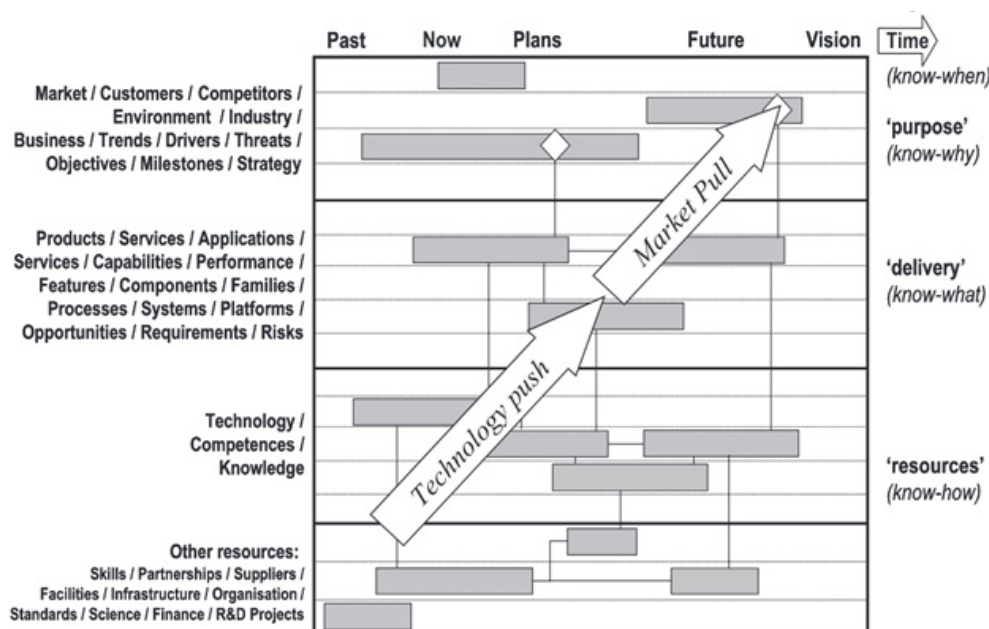 Past Now Plans Future Vision Time
(know-when)
Market / Customers / Competitors /
Environment / Industry /
Business / Trends / Drivers / Threats /
Objectives / Milestones / Strategy
'purpose'
(know-why)
Market Pull
Products / Services / Applications /
Services / Capabilities / Performance /
Features / Components / Families /
Processes / Systems / Platforms /
Opportunities / Requirements / Risks
'delivery'
(know-what)
Technology push
Technology /
Competences /
Knowledge
'resources'
(know-how)
Other resources:
Skills / Partnerships / Suppliers /
Facilities / Infrastructure / Organisation /
Standards / Science / Finance / R&D Projects